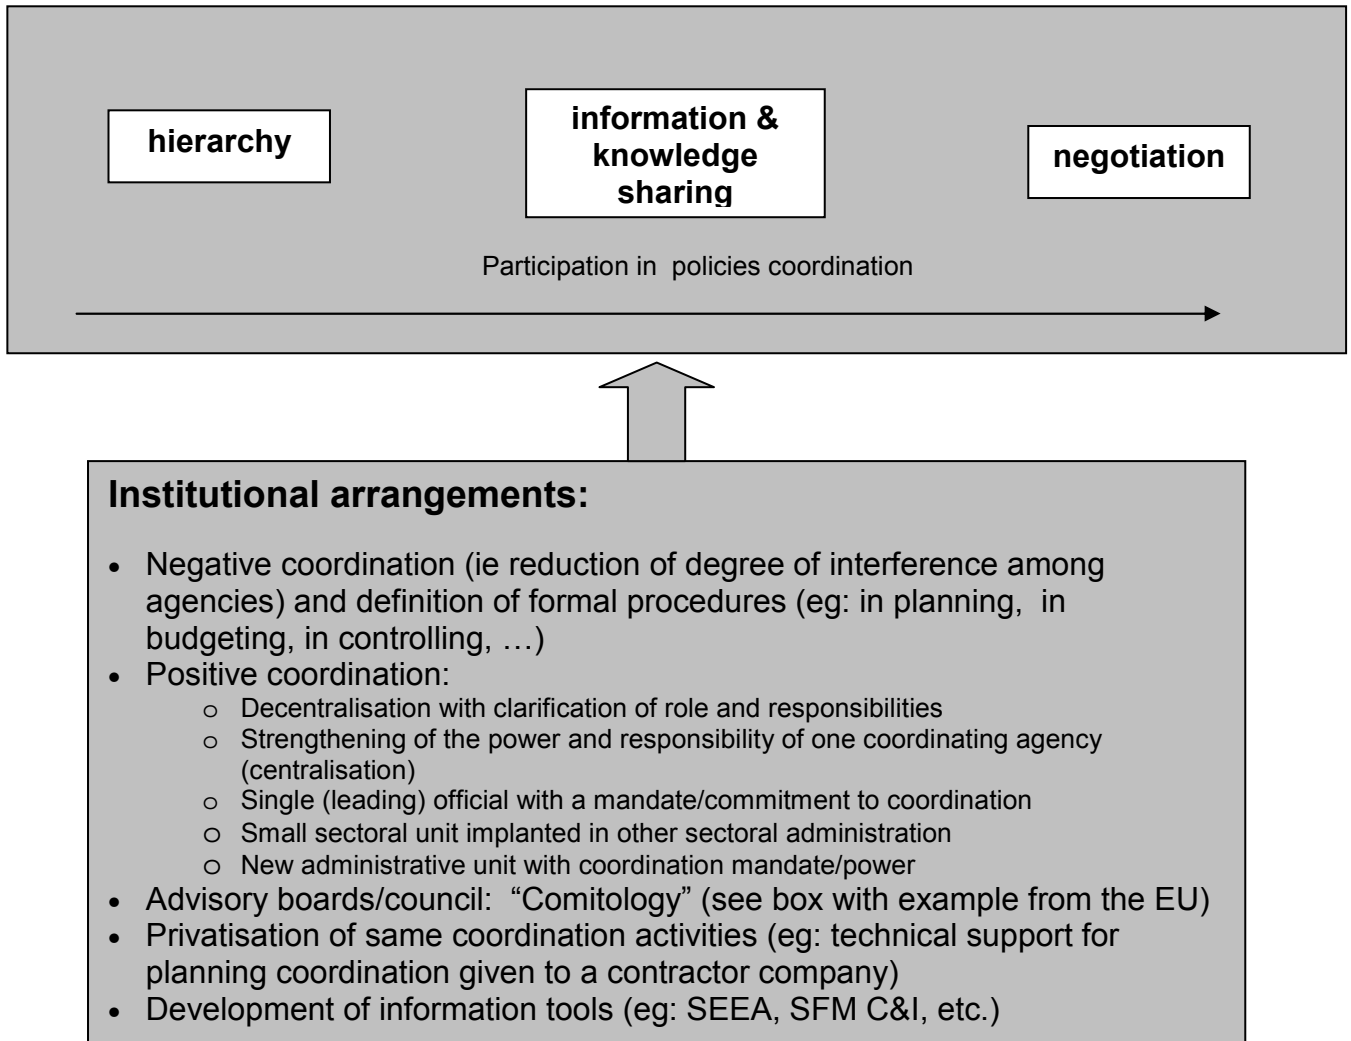 hierarchy
information &
knowledge
sharing
negotiation
Participation in  policies coordination
Institutional arrangements:
• Negative coordination (ie reduction of degree of interference among
agencies) and definition of formal procedures (eg: in planning,  in
budgeting, in controlling, …)
• Positive coordination:
o Decentralisation with clarification of role and responsibilities
o Strengthening of the power and responsibility of one coordinating agency
(centralisation)
o Single (leading) official with a mandate/commitment to coordination
o Small sectoral unit implanted in other sectoral administration
o New administrative unit with coordination mandate/power
• Advisory boards/council:  “Comitology” (see box with example from the EU)
• Privatisation of same coordination activities (eg: technical support for
planning coordination given to a contractor company)
• Development of information tools (eg: SEEA, SFM C&I, etc.)